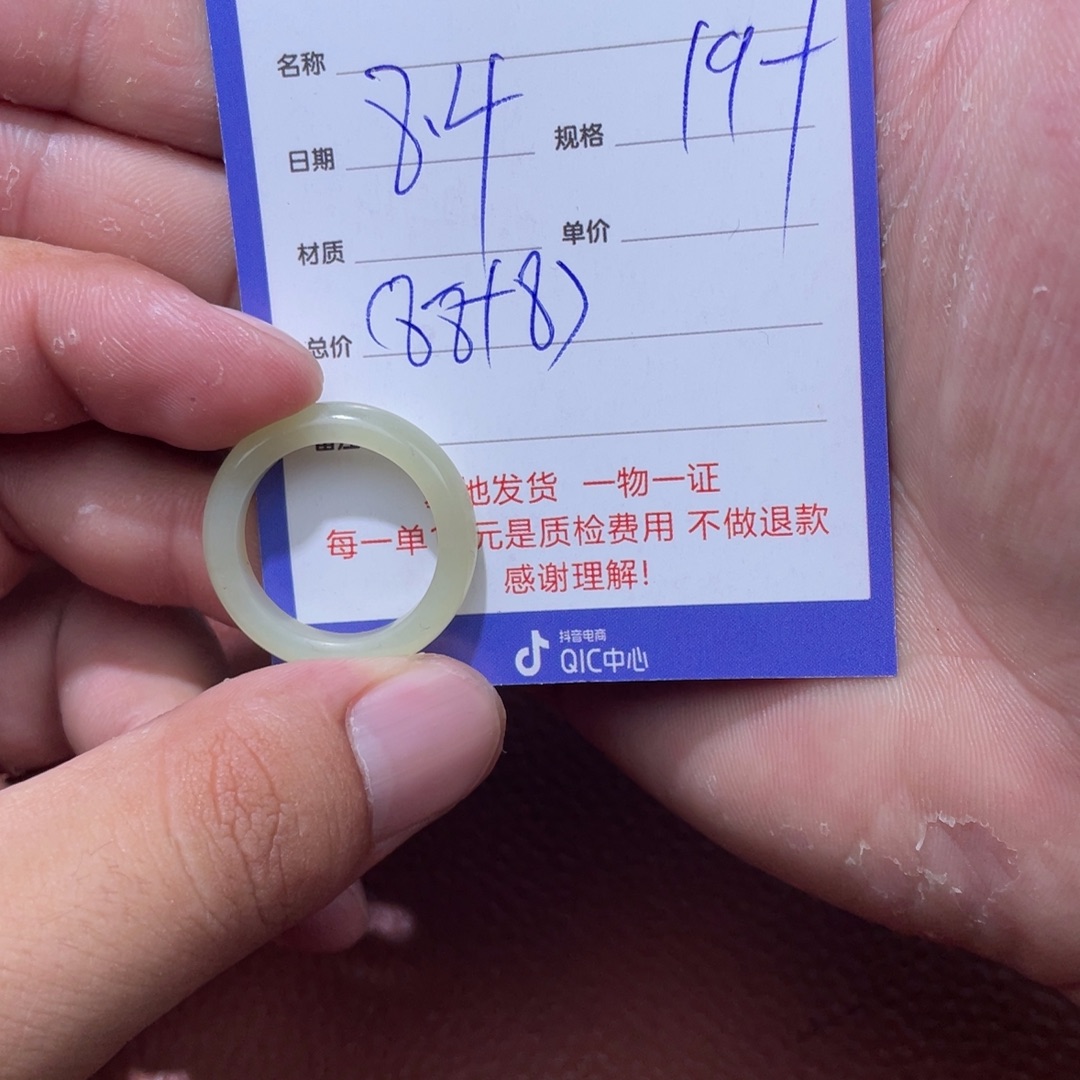 名称
8.4 19+
日期 规格
材质 单价
(88+8)
总价
地发货 一物一证
每一单 元是质检费用 不做退款
感谢理解!
抖音电商
QIC中心